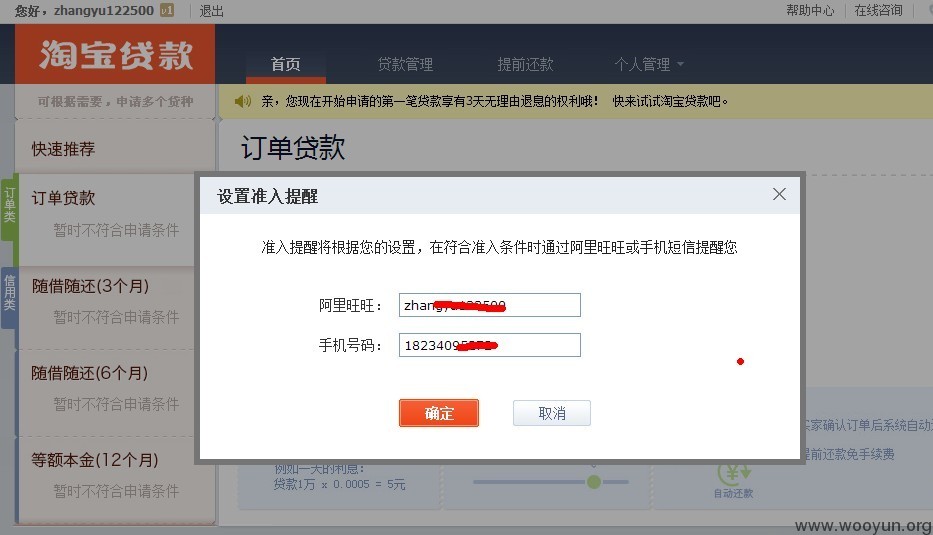 您好，zhangyu122500 v1 退出 帮助中心 在线咨询
淘宝贷款 首页 贷款管理 提前还款 个人管理
可根据需要，申请多个贷种
亲，您现在开始申请的第一笔贷款享有3天无理由退息的权利哦！ 快来试试淘宝贷款吧。
快速推荐
订单贷款
订单类
订单贷款
暂时不符合申请条件
信用类
随借随还(3个月)
暂时不符合申请条件
随借随还(6个月)
暂时不符合申请条件
等额本金(12个月)
暂时不符合申请条件
设置准入提醒
准入提醒将根据您的设置，在符合准入条件时通过阿里旺旺或手机短信提醒您
阿里旺旺：
手机号码：
确定 取消
家确认订单后系统自动
前还款免手续费
例如一天的利息：
贷款1万 x 0.0005 = 5元
自动还款
www.wooyun.org